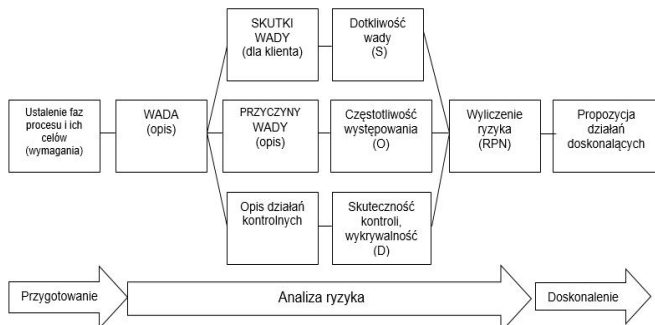 SKUTKI
WADY
(dla klienta)
Dotkliwość
wady
(S)
Ustalenie faz
procesu i ich
celów
(wymagania)
WADA
(opis)
PRZYCZYNY
WADY
(opis)
Częstotliwość
występowania
(O)
Wyliczenie
ryzyka
(RPN)
Propozycja
działań
doskonalących
Opis działań
kontrolnych
Skuteczność
kontroli,
wykrywalność
(D)
Przygotowanie
Analiza ryzyka
Doskonalenie